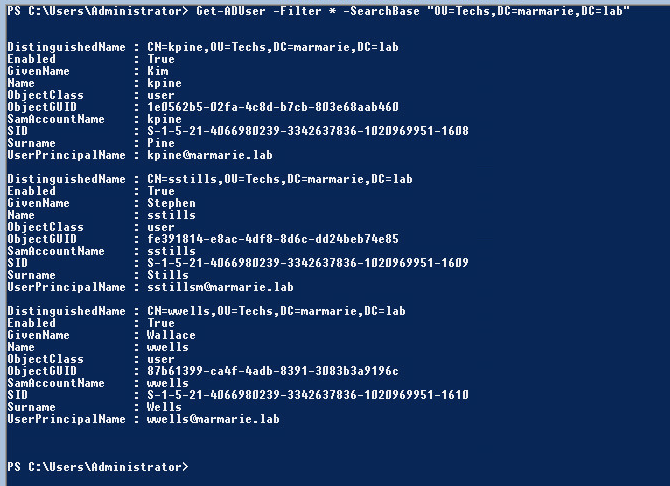 PS C:\Users\Administrator> Get-ADUser -Filter * -SearchBase "OU=Techs,DC=marmarie,DC=lab"
DistinguishedName : CN=kpine,OU=Techs,DC=marmarie,DC=lab
Enabled : True
GivenName : Kim
Name : kpine
ObjectClass : user
ObjectGUID : 1e0562b5-02fa-4c8d-b7cb-803e68aab460
SamAccountName : kpine
SID : S-1-5-21-4066980239-3342637836-1020969951-1608
Surname : Pine
UserPrincipalName : kpine@marmarie.lab
DistinguishedName : CN=sstills,OU=Techs,DC=marmarie,DC=lab
Enabled : True
GivenName : Stephen
Name : sstills
ObjectClass : user
ObjectGUID : fe391814-e8ac-4df8-8d6c-dd24beb74e85
SamAccountName : sstills
SID : S-1-5-21-4066980239-3342637836-1020969951-1609
Surname : Stills
UserPrincipalName : sstillsm@marmarie.lab
DistinguishedName : CN=wwells,OU=Techs,DC=marmarie,DC=lab
Enabled : True
GivenName : Wallace
Name : wwells
ObjectClass : user
ObjectGUID : 87b61399-ca4f-4adb-8391-3083b3a9196c
SamAccountName : wwells
SID : S-1-5-21-4066980239-3342637836-1020969951-1610
Surname : Wells
UserPrincipalName : wwells@marmarie.lab
PS C:\Users\Administrator>